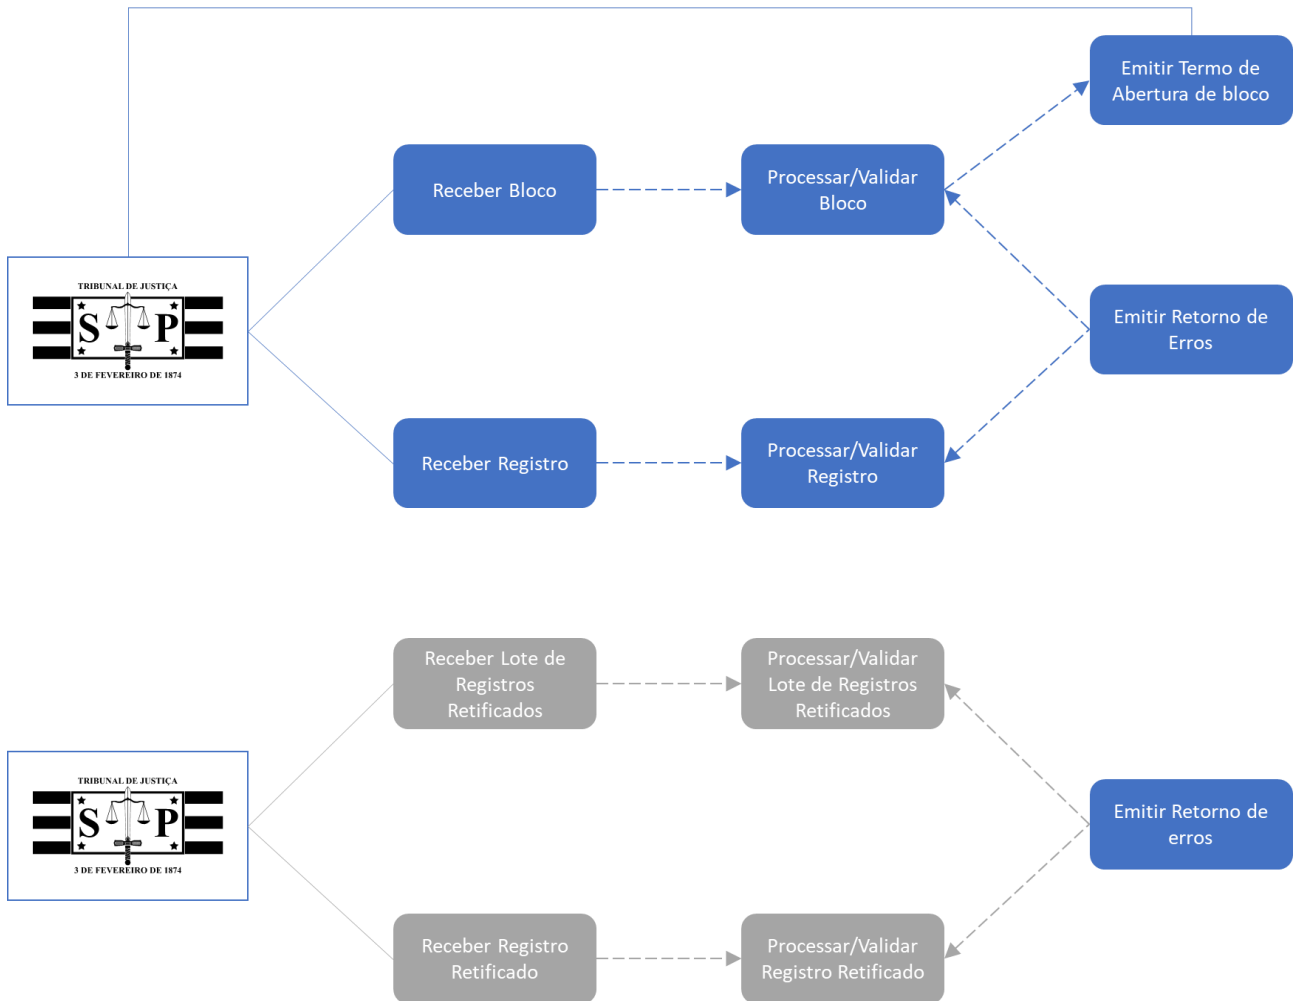 Emitir Termo de
Abertura de bloco
Receber Bloco
Processar/Validar
Bloco
TRIBUNAL DE JUSTIÇA
S P
3 DE FEVEREIRO DE 1874
Emitir Retorno de
Erros
Receber Registro
Processar/Validar
Registro
Receber Lote de
Registros
Retificados
Processar/Validar
Lote de Registros
Retificados
TRIBUNAL DE JUSTIÇA
S P
3 DE FEVEREIRO DE 1874
Emitir Retorno de
erros
Receber Registro
Retificado
Processar/Validar
Registro Retificado